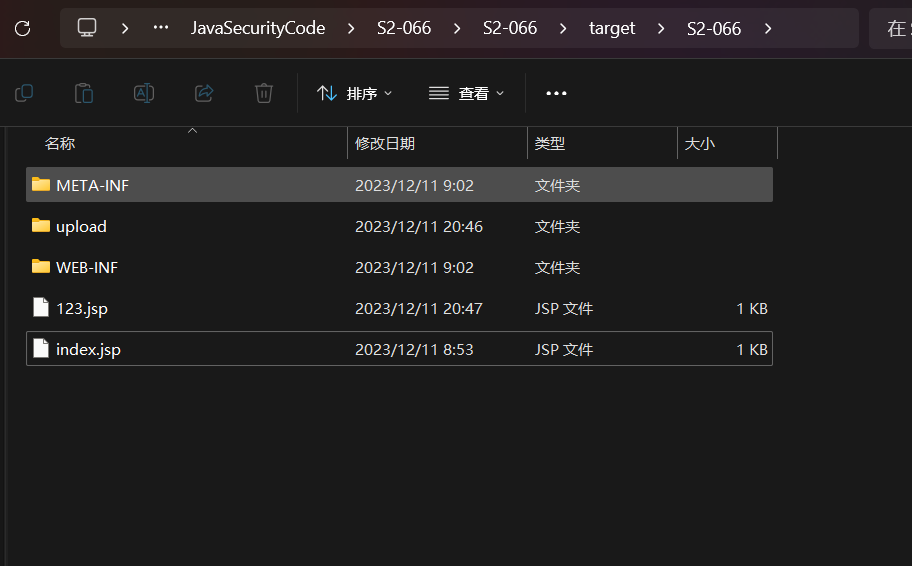 JavaSecurityCode > S2-066 > S2-066 > target > S2-066 > 在
排序 查看
名称 修改日期 类型 大小
META-INF 2023/12/11 9:02 文件夹
upload 2023/12/11 20:46 文件夹
WEB-INF 2023/12/11 9:02 文件夹
123.jsp 2023/12/11 20:47 JSP 文件 1 KB
index.jsp 2023/12/11 8:53 JSP 文件 1 KB